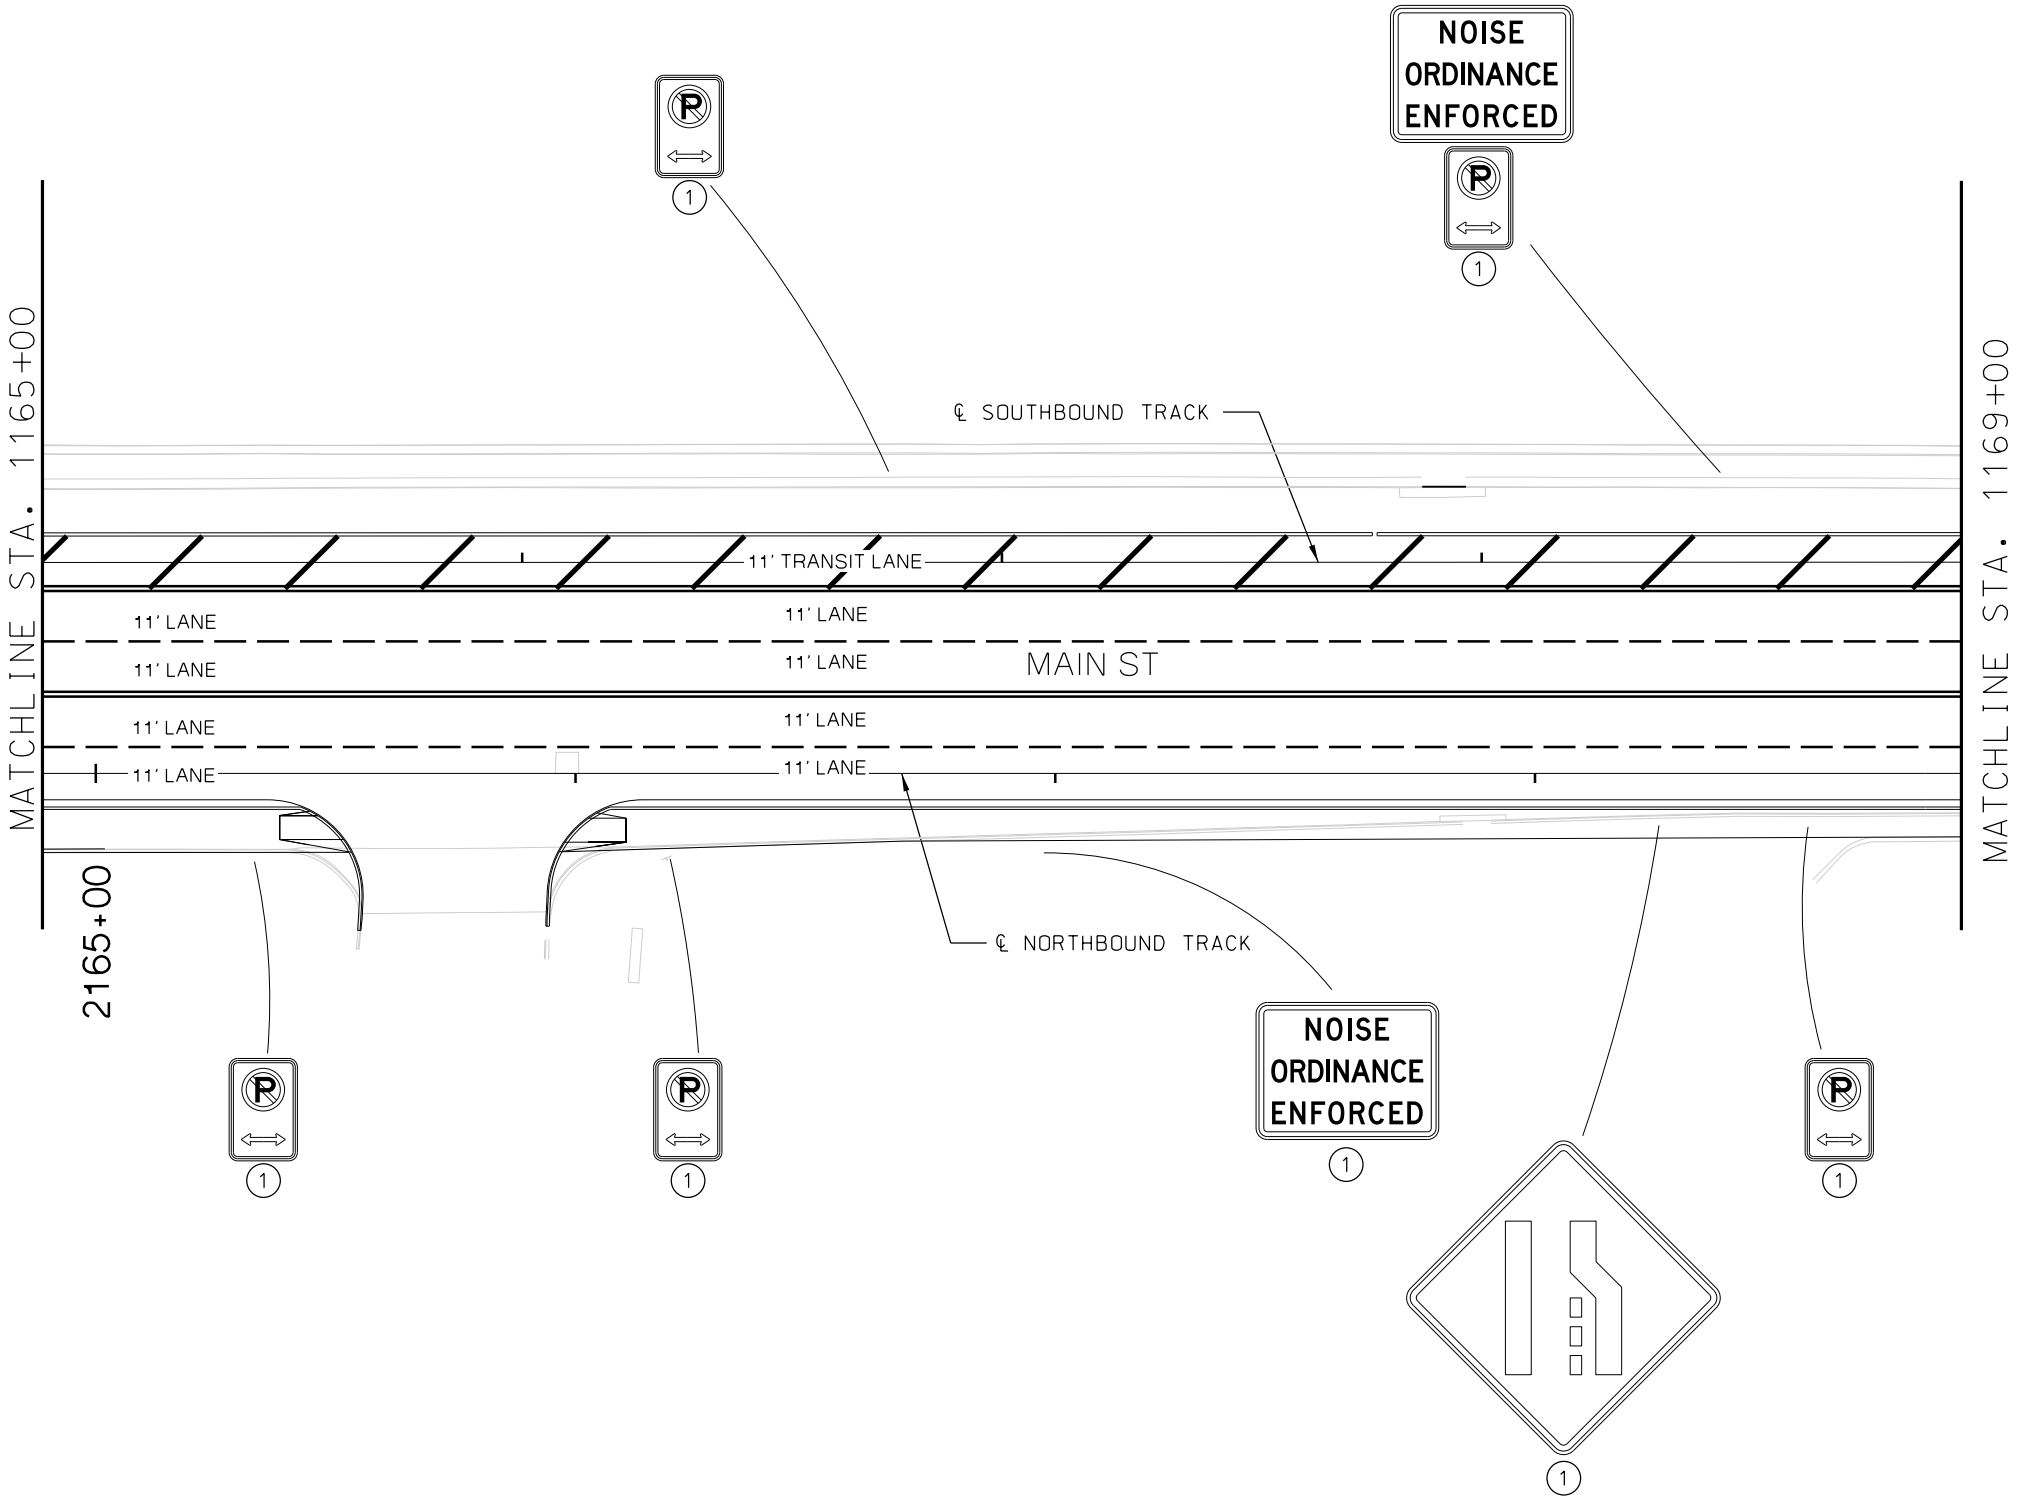 NOISE
ORDINANCE
ENFORCED
P
1
P
1
MATCHLINE STA. 1165+00
MATCHLINE STA. 1169+00
℄ SOUTHBOUND TRACK
11' TRANSIT LANE
11' LANE
11' LANE
11' LANE
11' LANE
MAIN ST
11' LANE
11' LANE
11' LANE
11' LANE
2165+00
℄ NORTHBOUND TRACK
P
1
P
1
NOISE
ORDINANCE
ENFORCED
1
P
1
1